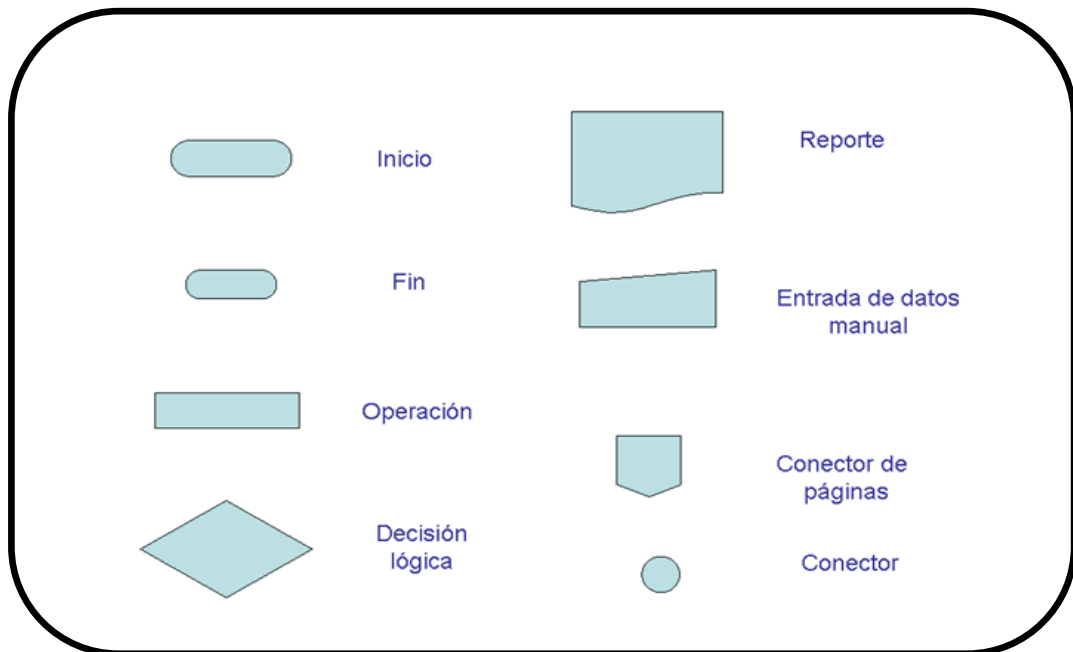 Inicio
Fin
Operación
Decisión
lógica
Reporte
Entrada de datos
manual
Conector de
páginas
Conector